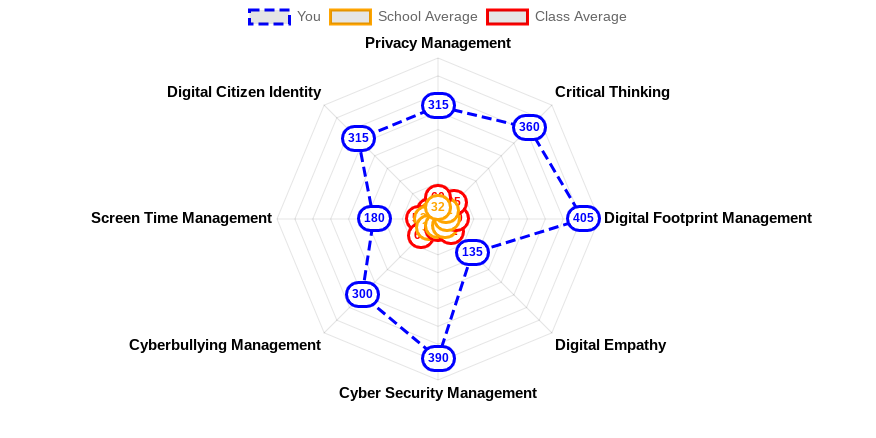 You School Average Class Average
Privacy Management
Digital Citizen Identity Critical Thinking
315
315 360
32
Screen Time Management 180 405 Digital Footprint Management
135
300
Cyberbullying Management Digital Empathy
390
Cyber Security Management